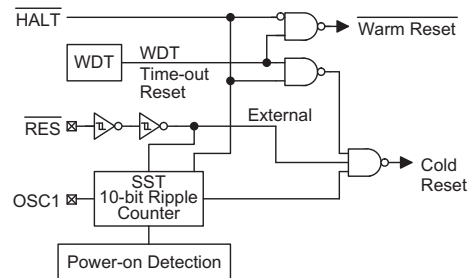 HALT
Warm Reset
WDT
WDT
Time-out
Reset
External
RES
Cold
Reset
SST
10-bit Ripple
Counter
OSC1
Power-on Detection